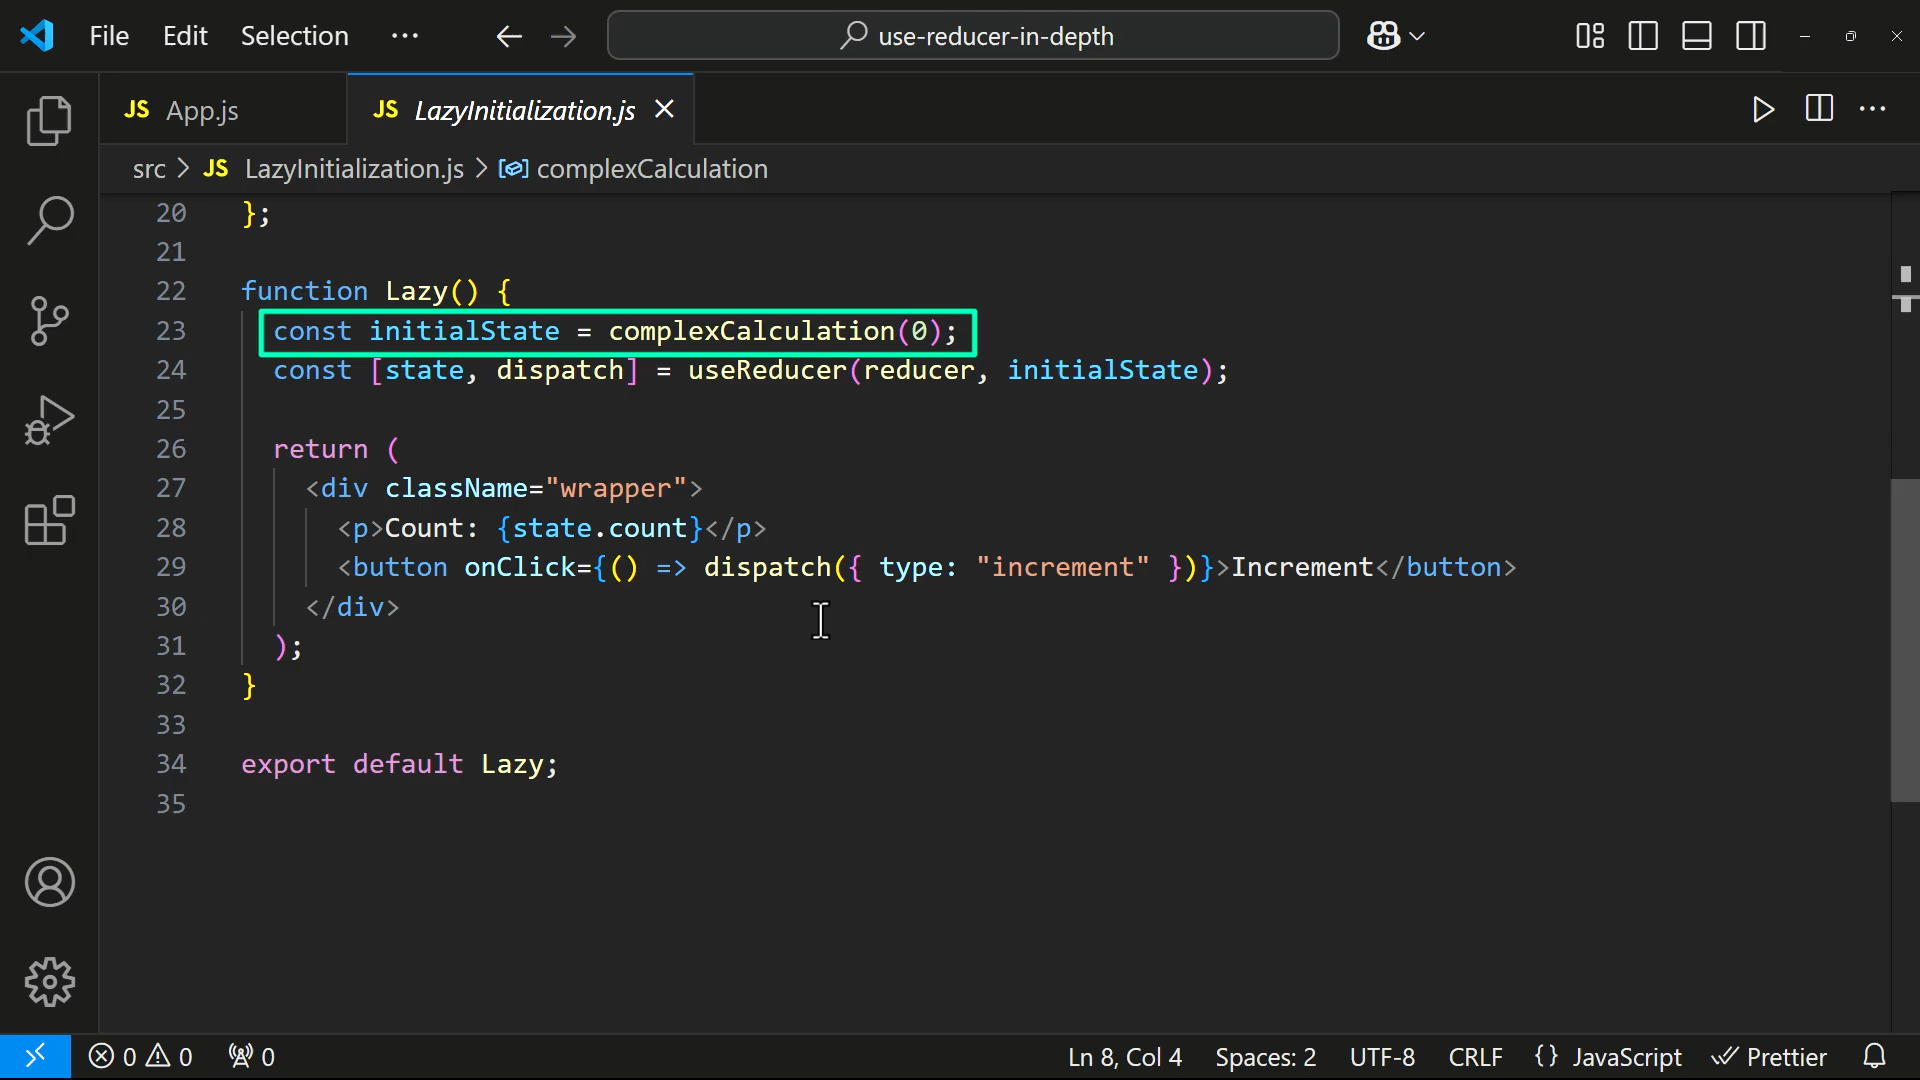 File Edit Selection ··· use-reducer-in-depth
JS App.js JS LazyInitialization.js
src > JS LazyInitialization.js > complexCalculation
20 };
21
22 function Lazy() {
23 const initialState = complexCalculation(0);
24 const [state, dispatch] = useReducer(reducer, initialState);
25
26 return (
27 <div className="wrapper">
28 <p>Count: {state.count}</p>
29 <button onClick={() => dispatch({ type: "increment" })}>Increment</button>
30 </div>
31 );
32 }
33
34 export default Lazy;
35
0 0 0 Ln 8, Col 4 Spaces: 2 UTF-8 CRLF {} JavaScript Prettier